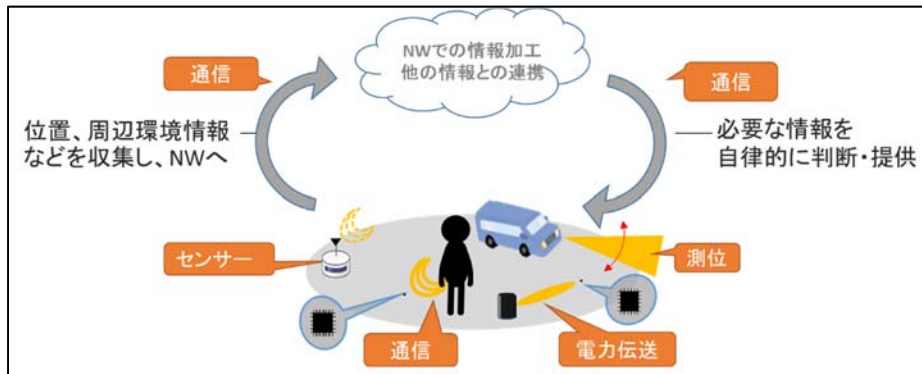 NWでの情報加工
他の情報との連携
通信
通信
位置、周辺環境情報
などを収集し、NWへ
必要な情報を
自律的に判断・提供
センサー
測位
通信
電力伝送